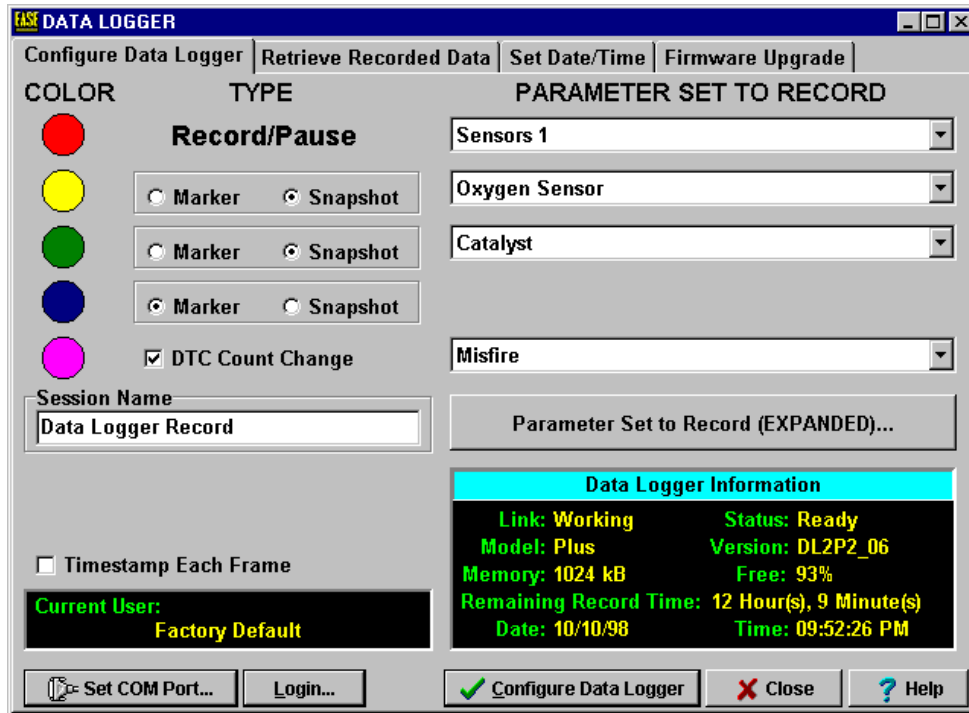 EASE DATA LOGGER
Configure Data Logger Retrieve Recorded Data Set Date/Time Firmware Upgrade
COLOR TYPE PARAMETER SET TO RECORD
Record/Pause Sensors 1
Marker Snapshot Oxygen Sensor
Marker Snapshot Catalyst
Marker Snapshot
DTC Count Change Misfire
Session Name
Data Logger Record
Parameter Set to Record (EXPANDED)...
Data Logger Information
Link: Working Status: Ready
Model: Plus Version: DL2P2_06
Memory: 1024 kB Free: 93%
Remaining Record Time: 12 Hour(s), 9 Minute(s)
Date: 10/10/98 Time: 09:52:26 PM
Timestamp Each Frame
Current User:
Factory Default
Set COM Port... Login... Configure Data Logger Close Help